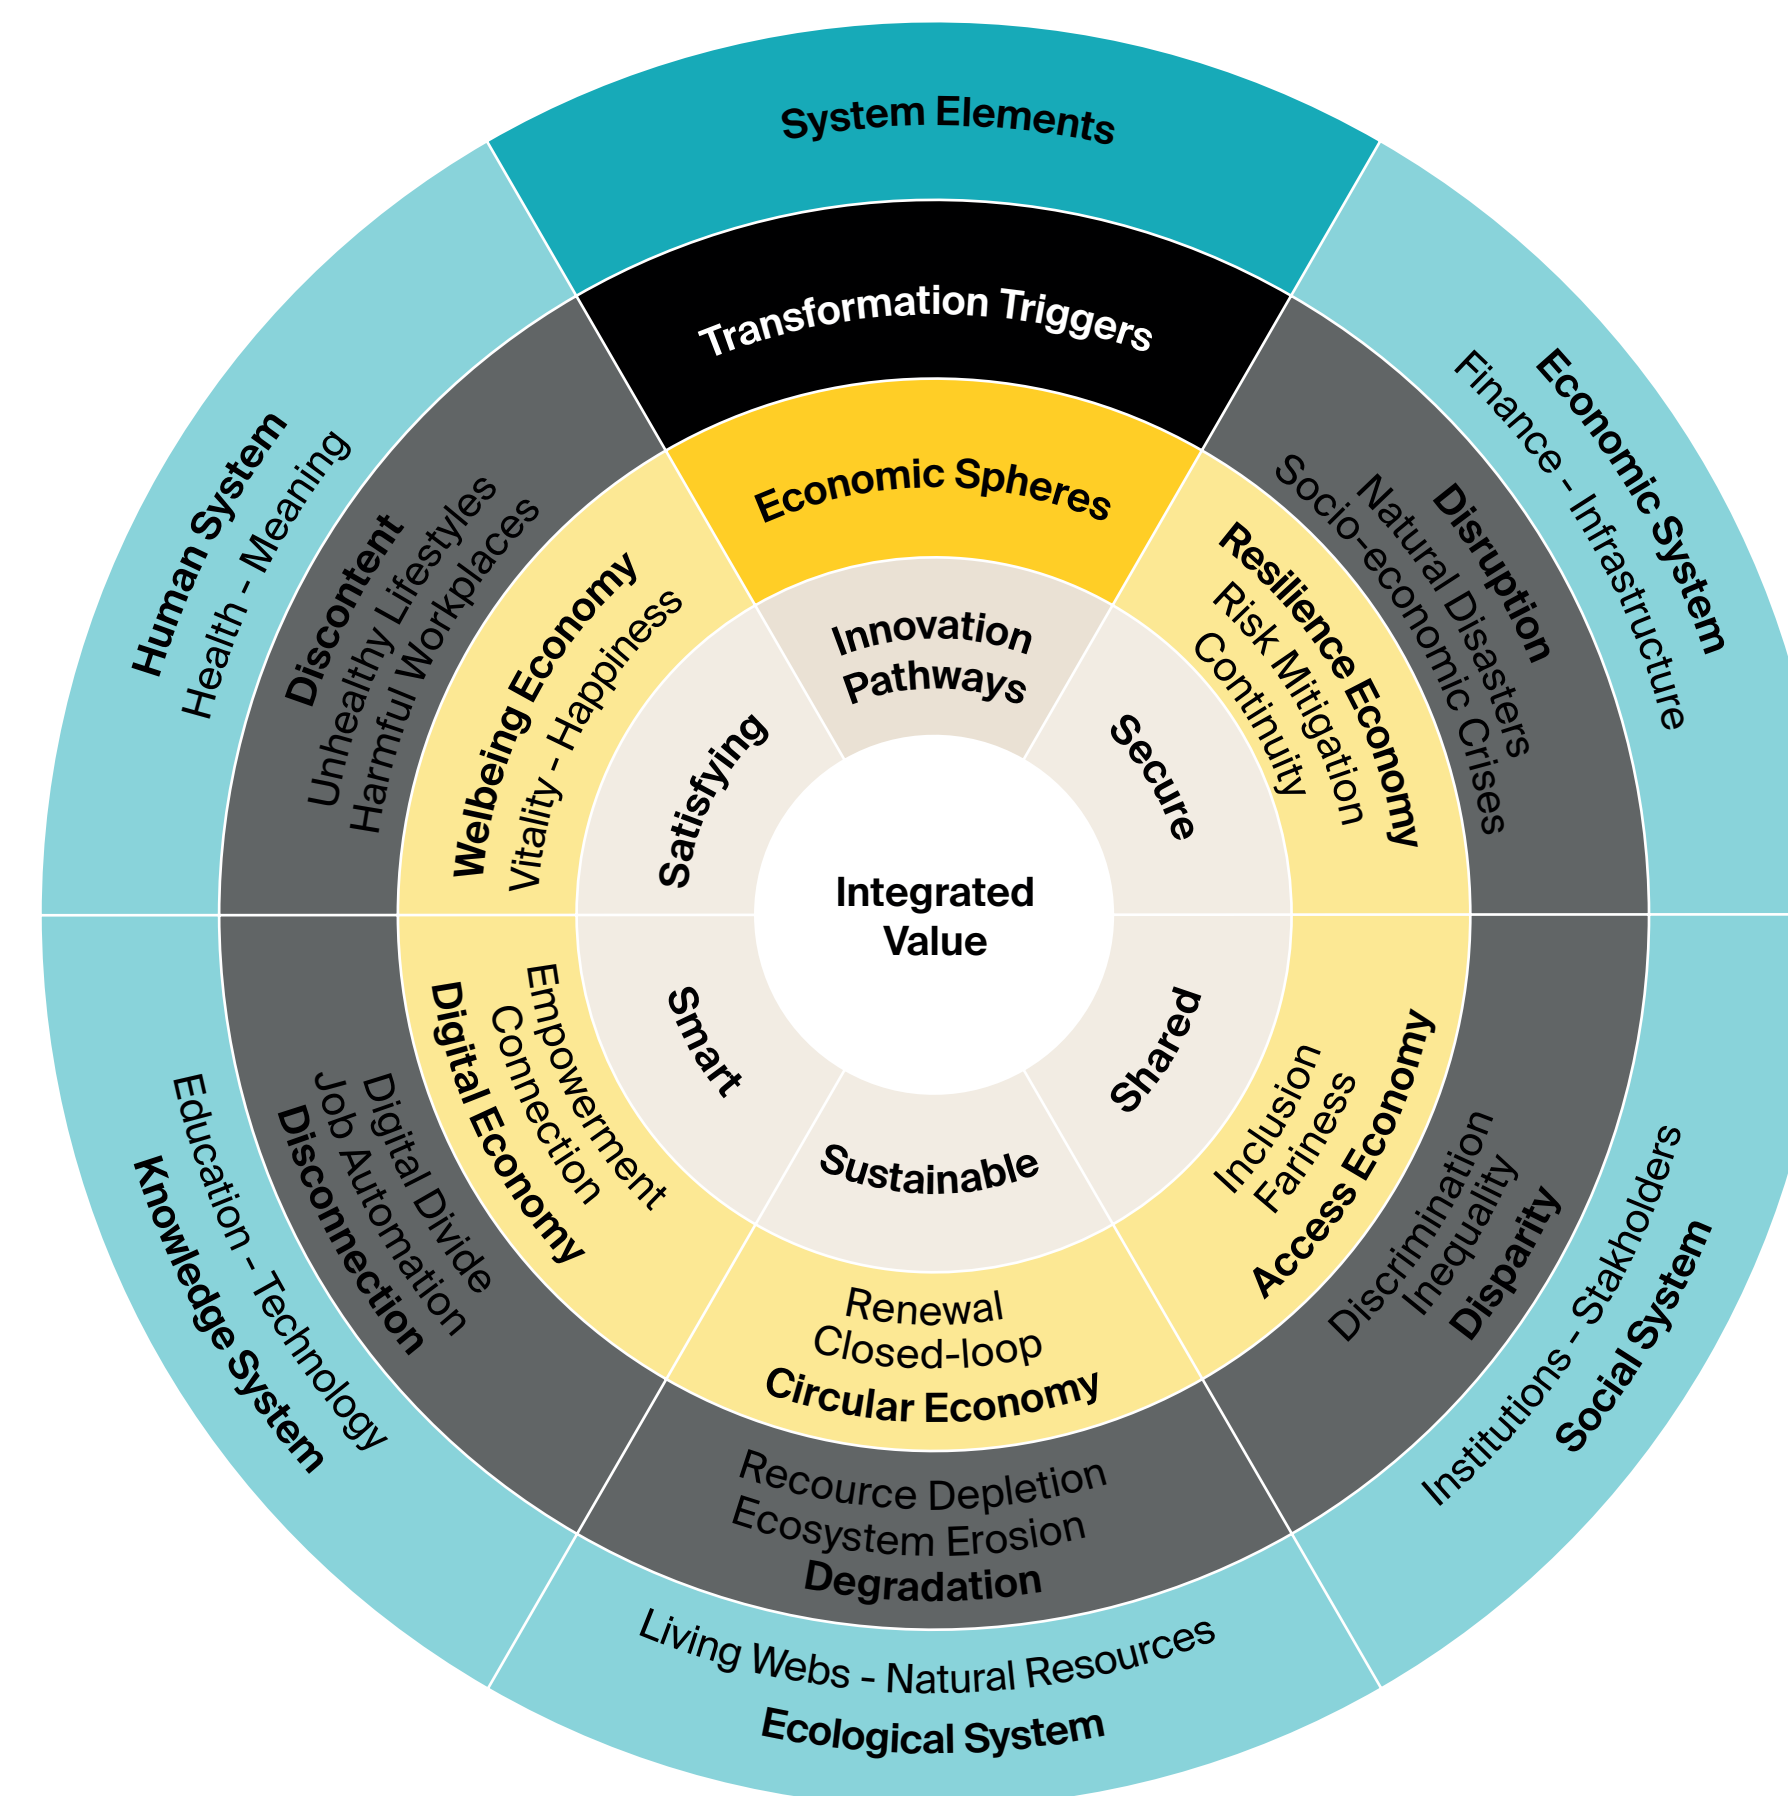 System Elements
Transformation Triggers
Economic Spheres
Innovation
Pathways
Economic System
Finance - Infrastructure
Disruption
Natural Disasters
Socio-economic Crises
Resilience Economy
Risk Mitigation
Continuity
Secure
Social System
Institutions - Stakholders
Disparity
Inequality
Discrimination
Access Economy
Fariness
Inclusion
Shared
Sustainable
Renewal
Closed-loop
Circular Economy
Recource Depletion
Ecosystem Erosion
Degradation
Living Webs - Natural Resources
Ecological System
Smart
Empowerment
Connection
Digital Economy
Digital Divide
Job Automation
Disconnection
Education - Technology
Knowledge System
Human System
Health - Meaning
Discontent
Unhealthy Lifestyles
Harmful Workplaces
Wellbeing Economy
Vitality - Happiness
Satisfying
Integrated
Value